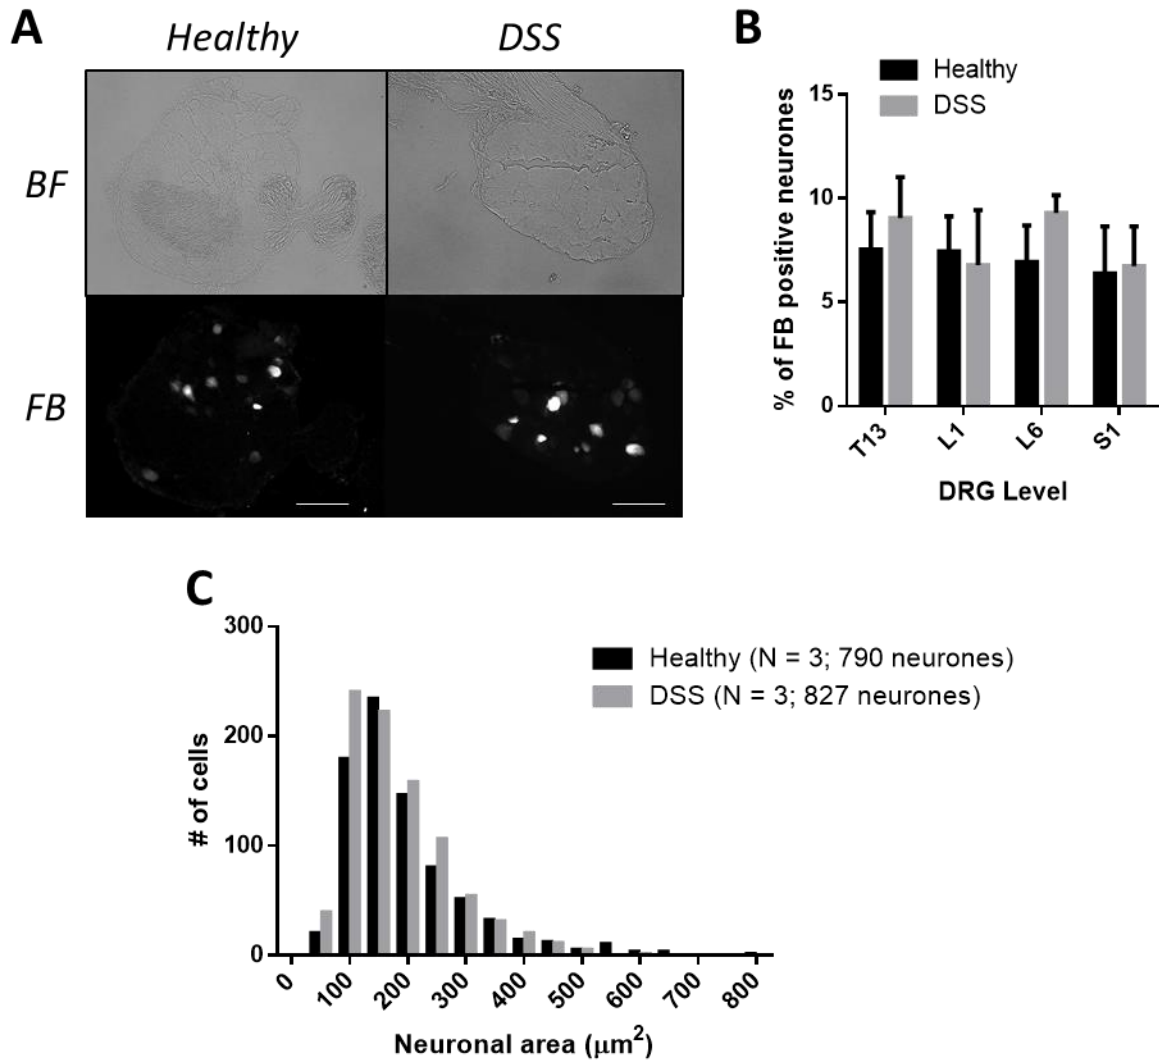 A
Healthy
DSS
BF
FB
B
Healthy
DSS
% of FB positive neurones
15
10
5
0
T13
L1
L6
S1
DRG Level
C
Healthy (N = 3; 790 neurones)
DSS (N = 3; 827 neurones)
# of cells
300
200
100
0
0
100
200
300
400
500
600
700
800
Neuronal area (μm²)